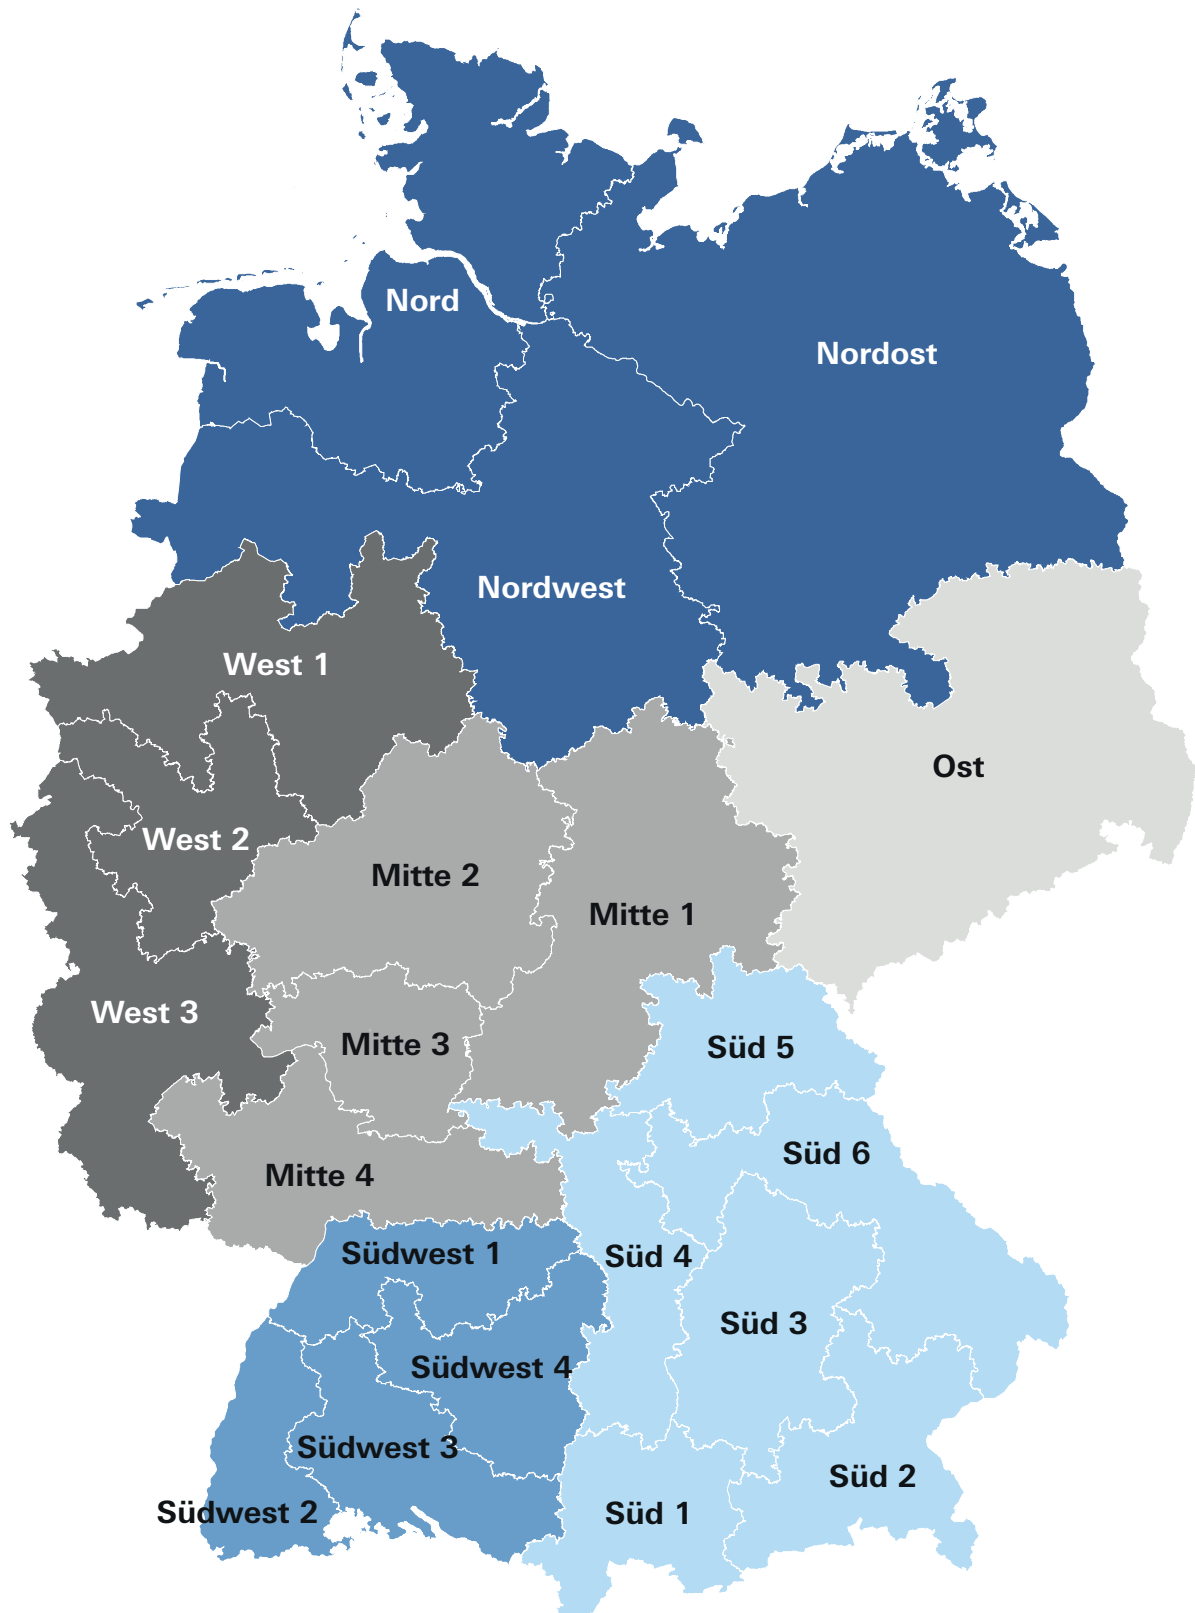 Nord
Nordost
Nordwest
West 1
Ost
West 2
Mitte 2
Mitte 1
West 3
Mitte 3
Süd 5
Süd 6
Mitte 4
Südwest 1
Süd 4
Süd 3
Südwest 4
Südwest 3
Süd 2
Südwest 2
Süd 1